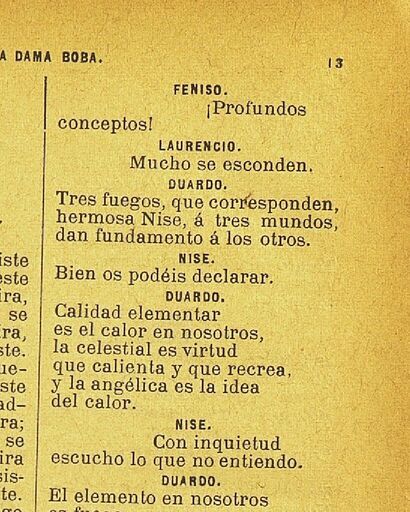 A DAMA BOBA.
13
iste
este
ira,
se
ra,
ste.
ue-
ste
ad-
ra;
se
ira
sis-
te.
FENISO.
¡Profundos
conceptos!
LAURENCIO.
Mucho se esconden.
DUARDO.
Tres fuegos, que corresponden,
hermosa Nise, á tres mundos,
dan fundamento á los otros.
NISE.
Bien os podéis declarar.
DUARDO.
Calidad elementar
es el calor en nosotros,
la celestial es virtud
que calienta y que recrea,
y la angélica es la idea
del calor.
NISE.
Con inquietud
escucho lo que no entiendo.
DUARDO.
El elemento en nosotros